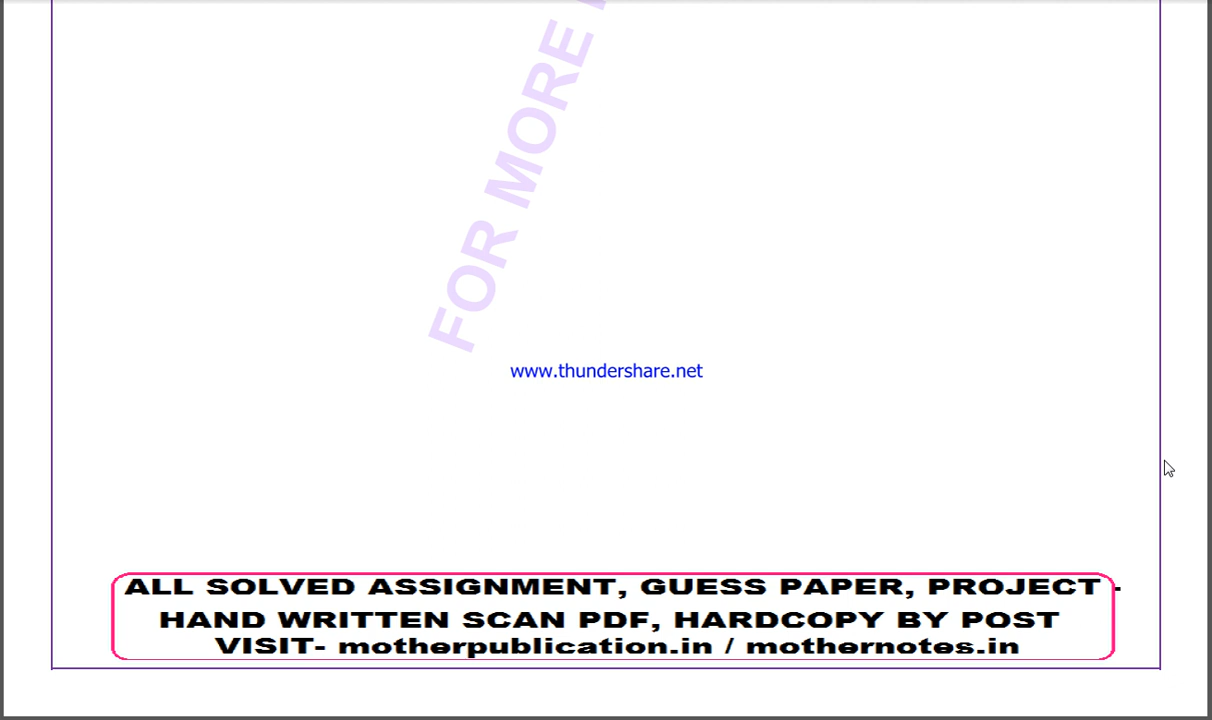 FOR MORE
www.thundershare.net
ALL SOLVED ASSIGNMENT, GUESS PAPER, PROJECT -
HAND WRITTEN SCAN PDF, HARDCOPY BY POST
VISIT- motherpublication.in / mothernotes.in